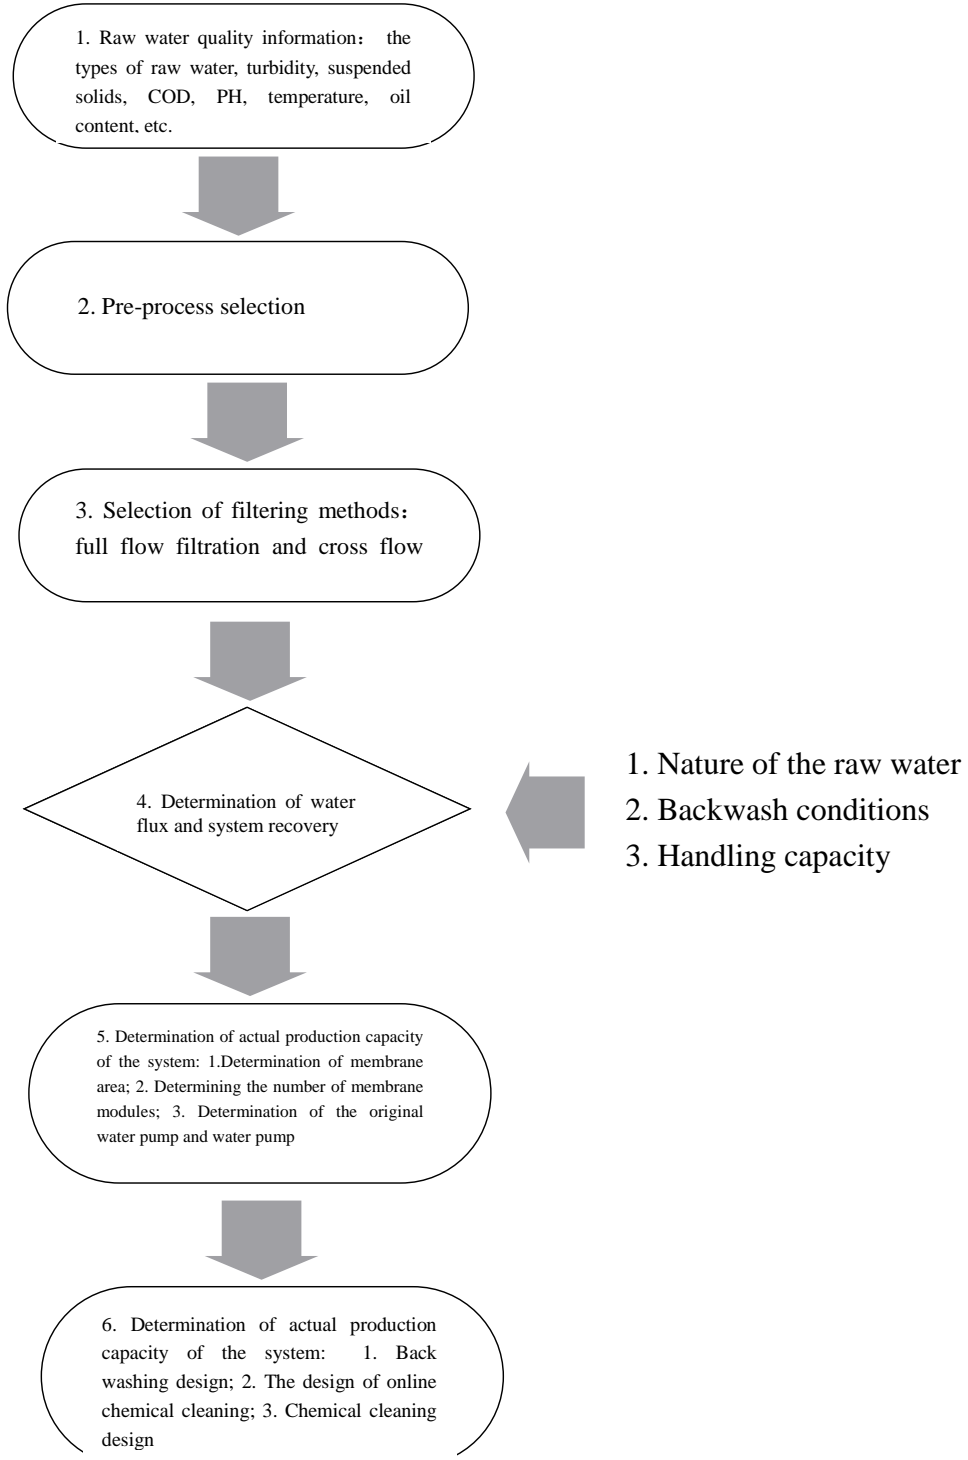 1. Raw water quality information： the
types of raw water, turbidity, suspended
solids, COD, PH, temperature, oil
content, etc.
2. Pre-process selection
3. Selection of filtering methods：
full flow filtration and cross flow
4. Determination of water
flux and system recovery
1. Nature of the raw water
2. Backwash conditions
3. Handling capacity
5. Determination of actual production capacity
of the system: 1.Determination of membrane
area; 2. Determining the number of membrane
modules; 3. Determination of the original
water pump and water pump
6. Determination of actual production
capacity of the system: 1. Back
washing design; 2. The design of online
chemical cleaning; 3. Chemical cleaning
design